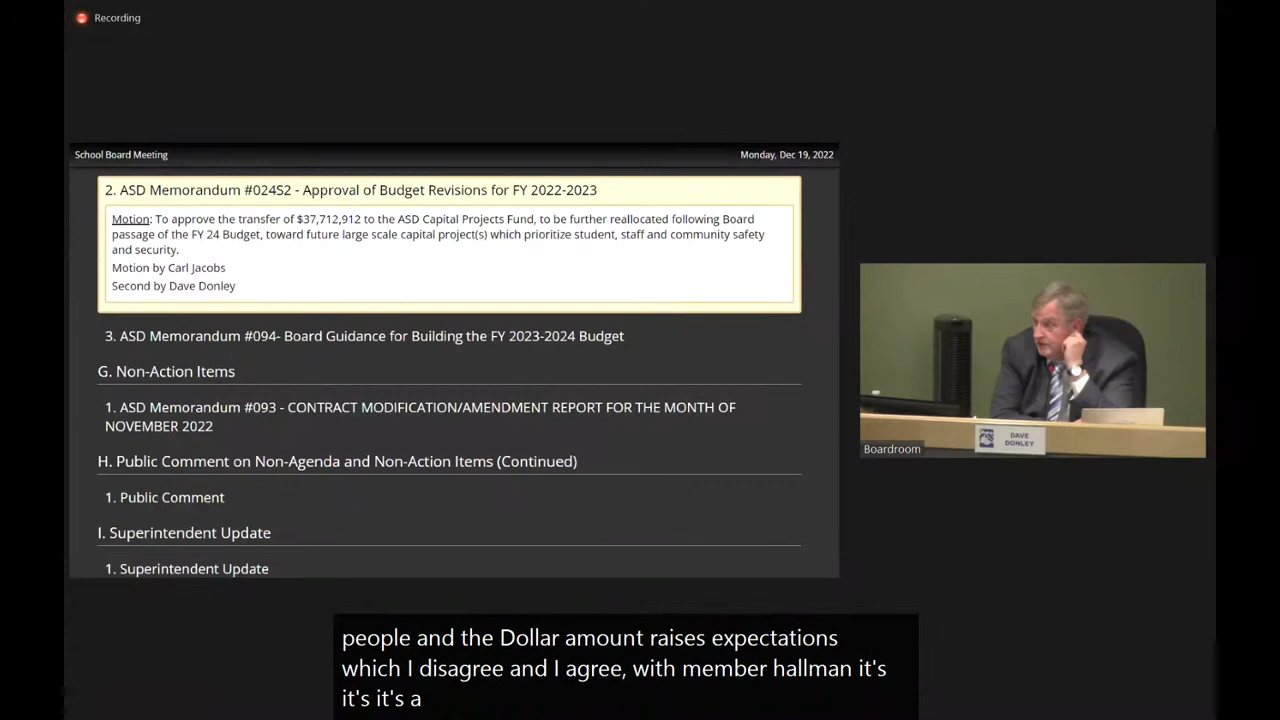 Recording
School Board Meeting
Monday, Dec 19, 2022
2. ASD Memorandum #024S2 - Approval of Budget Revisions for FY 2022-2023
Motion: To approve the transfer of $37,712,912 to the ASD Capital Projects Fund, to be further reallocated following Board
passage of the FY 24 Budget, toward future large scale capital project(s) which prioritize student, staff and community safety
and security.
Motion by Carl Jacobs
Second by Dave Donley
3. ASD Memorandum #094- Board Guidance for Building the FY 2023-2024 Budget
G. Non-Action Items
1. ASD Memorandum #093 - CONTRACT MODIFICATION/AMENDMENT REPORT FOR THE MONTH OF
NOVEMBER 2022
H. Public Comment on Non-Agenda and Non-Action Items (Continued)
1. Public Comment
I. Superintendent Update
1. Superintendent Update
DAVE
DONLEY
Boardroom
people and the Dollar amount raises expectations
which I disagree and I agree, with member hallman it's
it's it's a